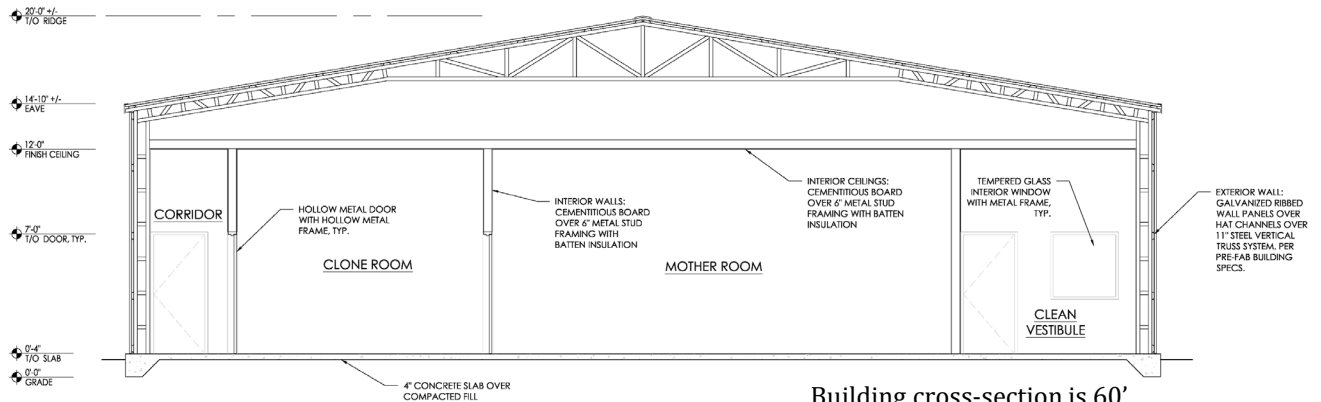 20'-0" +/-
T/O RIDGE
14'-10" +/-
EAVE
12'-0"
FINISH CEILING
CORRIDOR
HOLLOW METAL DOOR
WITH HOLLOW METAL
FRAME, TYP.
INTERIOR WALLS:
CEMENTITIOUS BOARD
OVER 6" METAL STUD
FRAMING WITH
BATTEN INSULATION
INTERIOR CEILINGS:
CEMENTITIOUS BOARD
OVER 6" METAL STUD
FRAMING WITH BATTEN
INSULATION
TEMPERED GLASS
INTERIOR WINDOW
WITH METAL FRAME,
TYP.
EXTERIOR WALL:
GALVANIZED RIBBED
WALL PANELS OVER
HAT CHANNELS OVER
11" STEEL VERTICAL
TRUSS SYSTEM. PER
PRE-FAB BUILDING
SPECS.
7'-0"
T/O DOOR, TYP.
CLONE ROOM
MOTHER ROOM
CLEAN
VESTIBULE
0'-4"
T/O SLAB
0'-0"
GRADE
4" CONCRETE SLAB OVER
COMPACTED FILL
Building cross-section is 60'